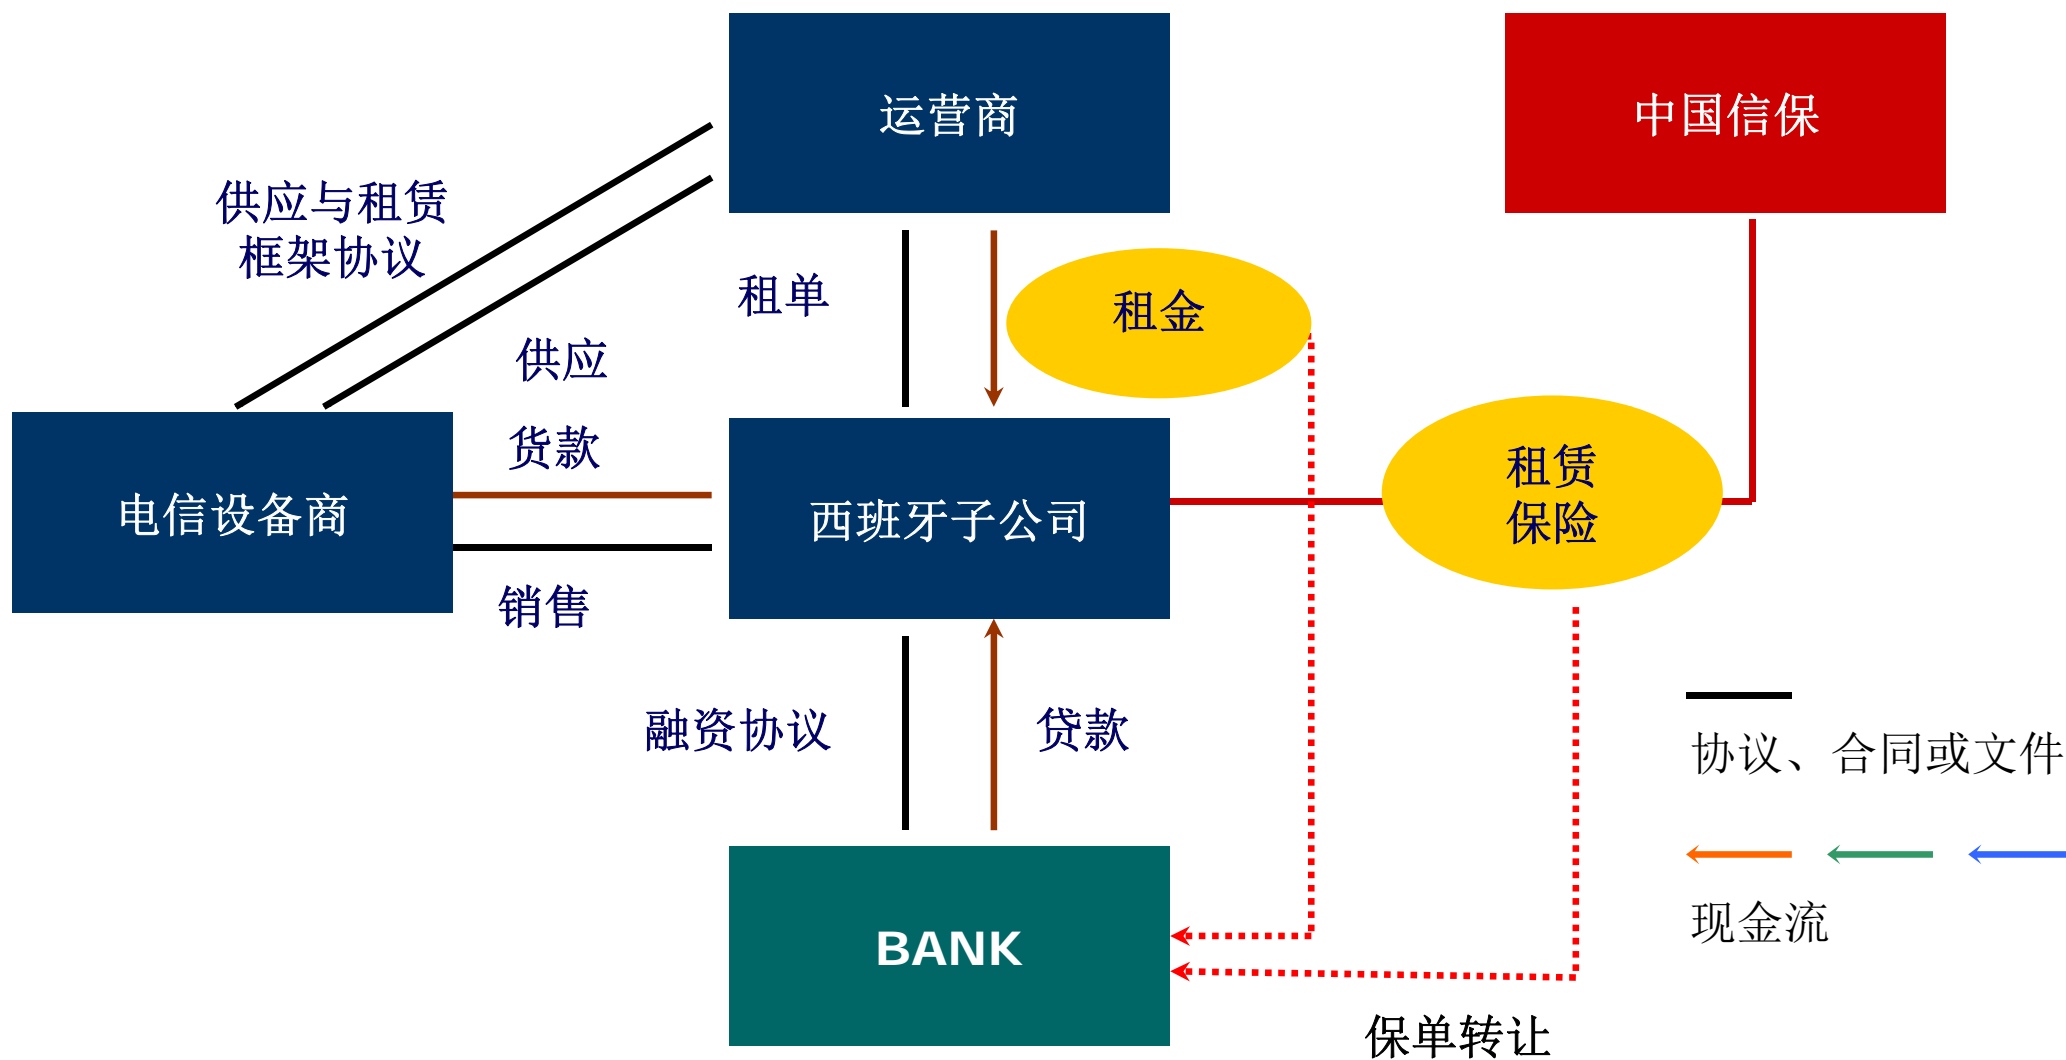 运营商
中国信保
供应与租赁
框架协议
租单
租金
供应
货款
电信设备商
西班牙子公司
租赁
保险
销售
融资协议
贷款
协议、合同或文件
现金流
BANK
保单转让